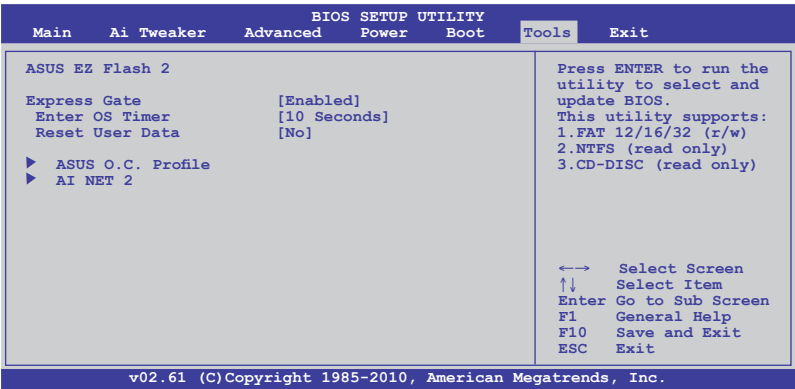 BIOS SETUP UTILITY
Main Ai Tweaker Advanced Power Boot Tools Exit
ASUS EZ Flash 2
Express Gate [Enabled]
Enter OS Timer [10 Seconds]
Reset User Data [No]
ASUS O.C. Profile
AI NET 2
Press ENTER to run the
utility to select and
update BIOS.
This utility supports:
1.FAT 12/16/32 (r/w)
2.NTFS (read only)
3.CD-DISC (read only)
←→ Select Screen
↑↓ Select Item
Enter Go to Sub Screen
F1 General Help
F10 Save and Exit
ESC Exit
v02.61 (C)Copyright 1985-2010, American Megatrends, Inc.